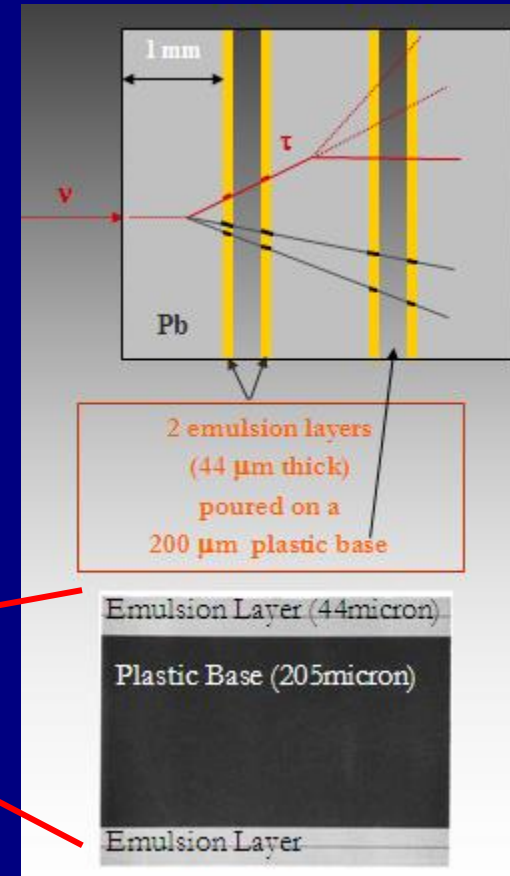 1 mm
τ
ν
Pb
2 emulsion layers
(44 μm thick)
poured on a
200 μm plastic base
Emulsion Layer (44micron)
Plastic Base (205micron)
Emulsion Layer